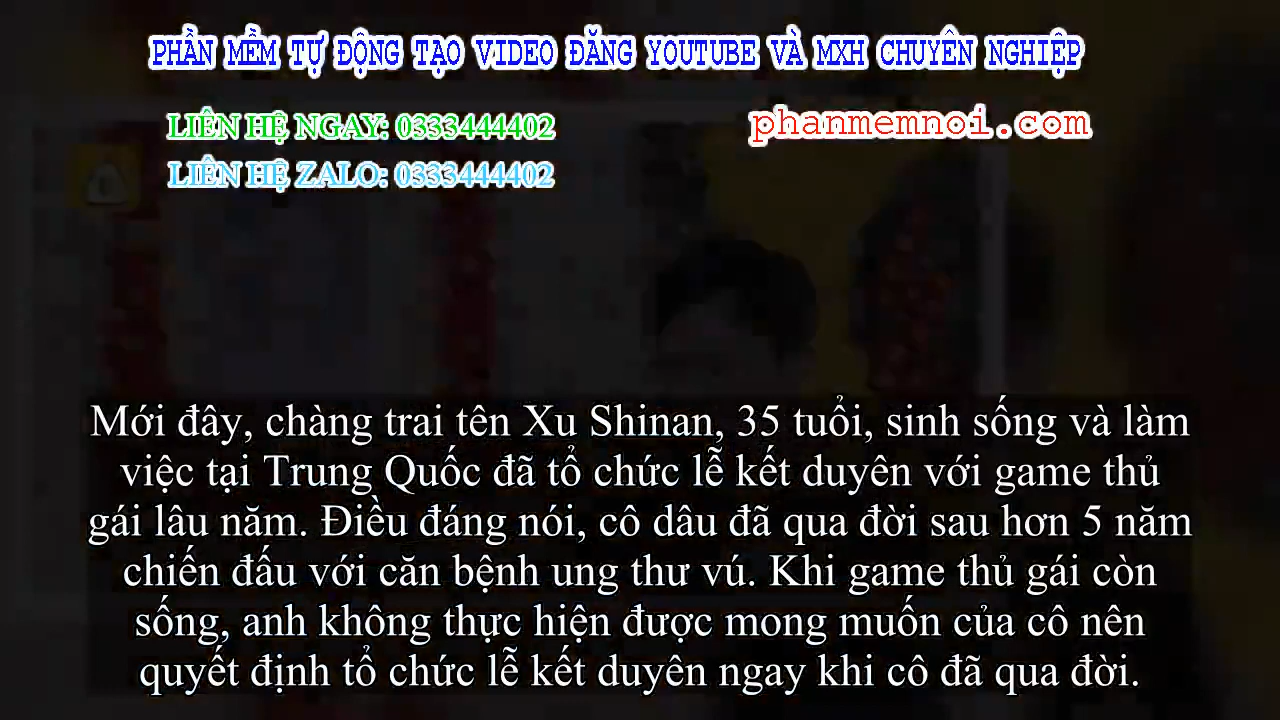 PHẦN MỀM TỰ ĐỘNG TẠO VIDEO ĐĂNG YOUTUBE VÀ MXH CHUYÊN NGHIỆP
LIÊN HỆ NGAY: 0333444402
phanmemnoi.com
LIÊN HỆ ZALO: 0333444402
Mới đây, chàng trai tên Xu Shinan, 35 tuổi, sinh sống và làm
việc tại Trung Quốc đã tổ chức lễ kết duyên với game thủ
gái lâu năm. Điều đáng nói, cô dâu đã qua đời sau hơn 5 năm
chiến đấu với căn bệnh ung thư vú. Khi game thủ gái còn
sống, anh không thực hiện được mong muốn của cô nên
quyết định tổ chức lễ kết duyên ngay khi cô đã qua đời.